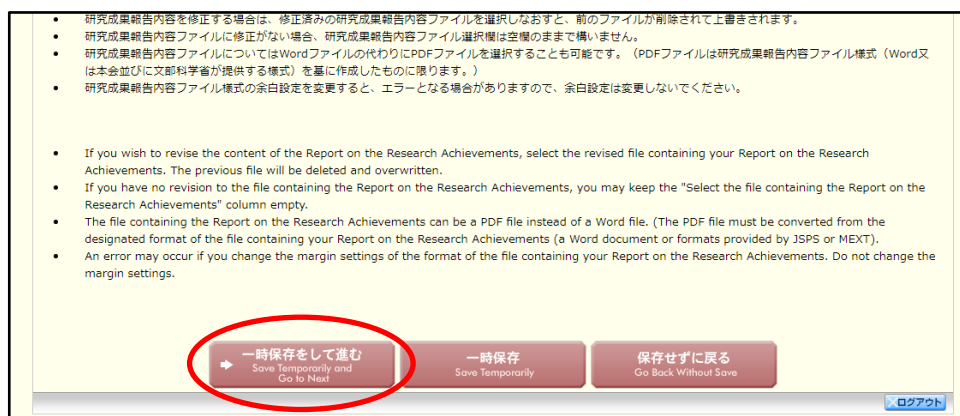 • 研究成果報告内容を修正する場合は、修正済みの研究成果報告内容ファイルを選択しなおすと、前のファイルが削除されて上書きされます。
• 研究成果報告内容ファイルに修正がない場合、研究成果報告内容ファイル選択欄は空欄のままで構いません。
• 研究成果報告内容ファイルについてはWordファイルの代わりにPDFファイルを選択することも可能です。（PDFファイルは研究成果報告内容ファイル様式（Word又
は本会並びに文部科学省が提供する様式）を基に作成したものに限ります。）
• 研究成果報告内容ファイル様式の余白設定を変更すると、エラーとなる場合がありますので、余白設定は変更しないでください。
• If you wish to revise the content of the Report on the Research Achievements, select the revised file containing your Report on the Research
Achievements. The previous file will be deleted and overwritten.
• If you have no revision to the file containing the Report on the Research Achievements, you may keep the "Select the file containing the Report on the
Research Achievements" column empty.
• The file containing the Report on the Research Achievements can be a PDF file instead of a Word file. (The PDF file must be converted from the
designated format of the file containing your Report on the Research Achievements (a Word document or formats provided by JSPS or MEXT).
• An error may occur if you change the margin settings of the format of the file containing your Report on the Research Achievements. Do not change the
margin settings.
一時保存をして進む
Save Temporarily and
Go to Next
一時保存
Save Temporarily
保存せずに戻る
Go Back Without Save
ログアウト